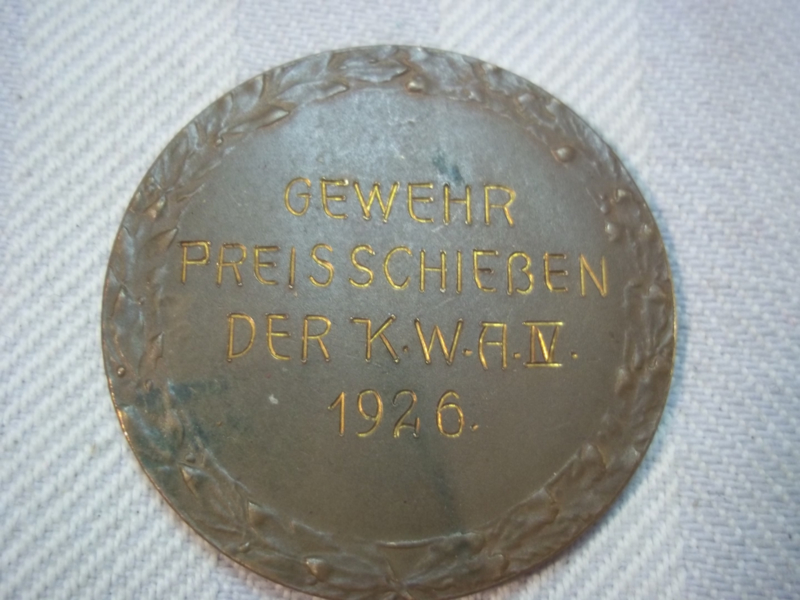 GEWEHR
PREISSCHIEßEN
DER K.W.A.IV.
1926.